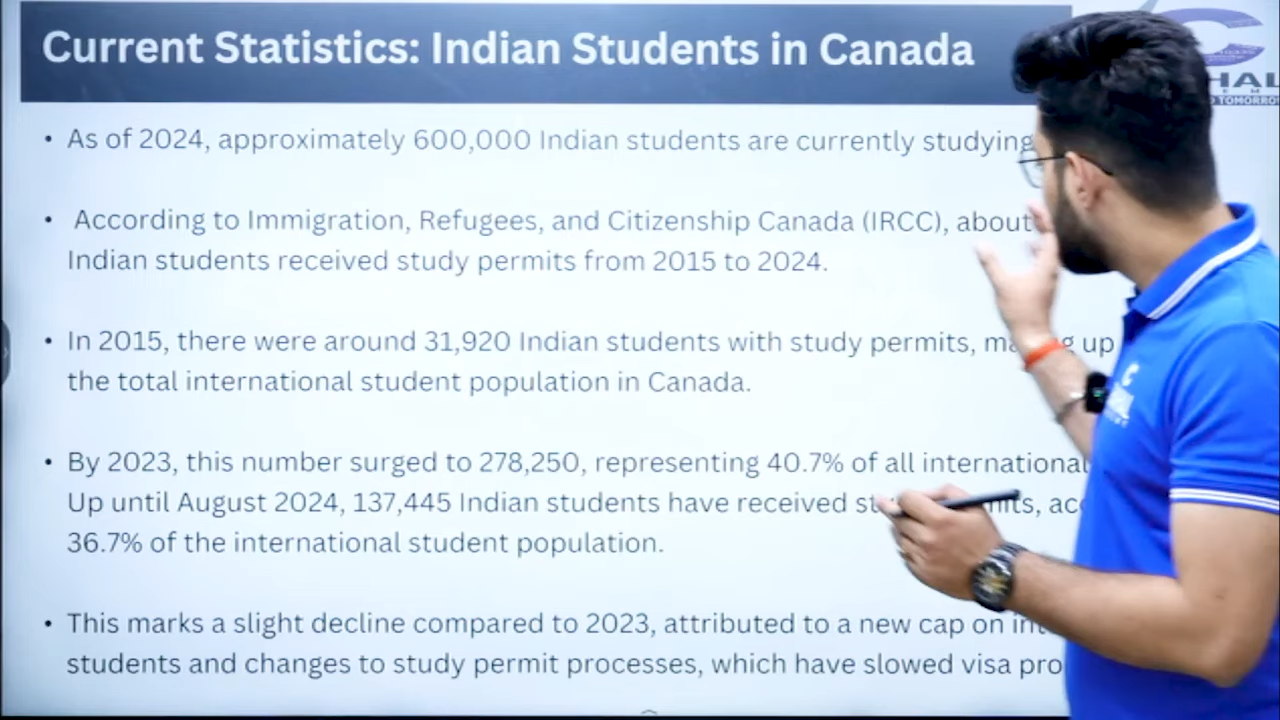 Current Statistics: Indian Students in Canada
• As of 2024, approximately 600,000 Indian students are currently studying
• According to Immigration, Refugees, and Citizenship Canada (IRCC), about
Indian students received study permits from 2015 to 2024.
• In 2015, there were around 31,920 Indian students with study permits, up
the total international student population in Canada.
• By 2023, this number surged to 278,250, representing 40.7% of all international
Up until August 2024, 137,445 Indian students have received
36.7% of the international student population.
• This marks a slight decline compared to 2023, attributed to a new cap on
students and changes to study permit processes, which have slowed visa